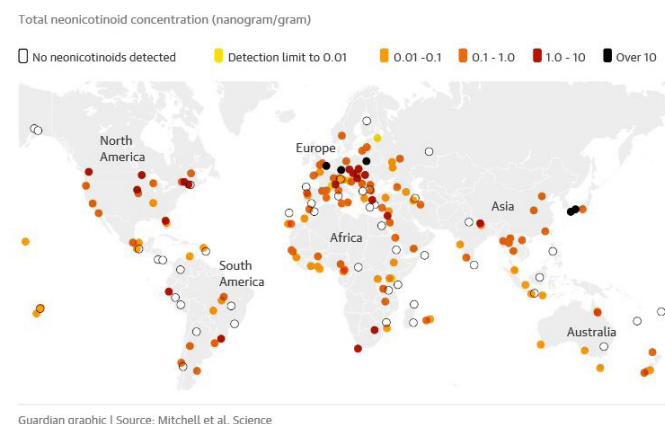 Total neonicotinoid concentration (nanogram/gram)
No neonicotinoids detected
Detection limit to 0.01
0.01 -0.1
0.1 - 1.0
1.0 - 10
Over 10
North
America
Europe
Asia
Africa
South
America
Australia
Guardian graphic | Source: Mitchell et al, Science